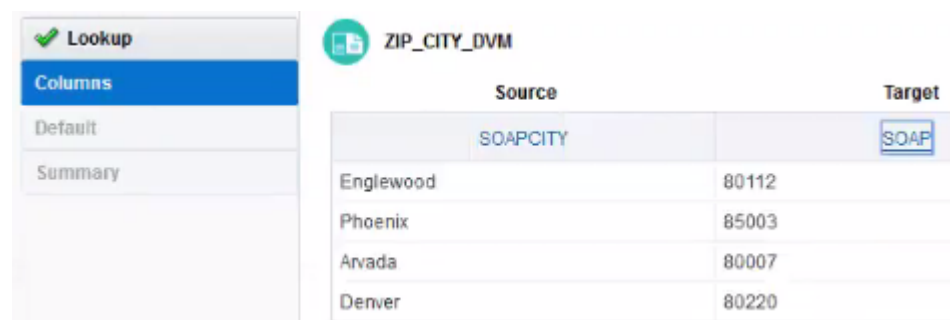 Lookup
ZIP_CITY_DVM
Columns
Source Target
Default
SOAPCITY SOAP
Summary
Englewood 80112
Phoenix 85003
Arvada 80007
Denver 80220